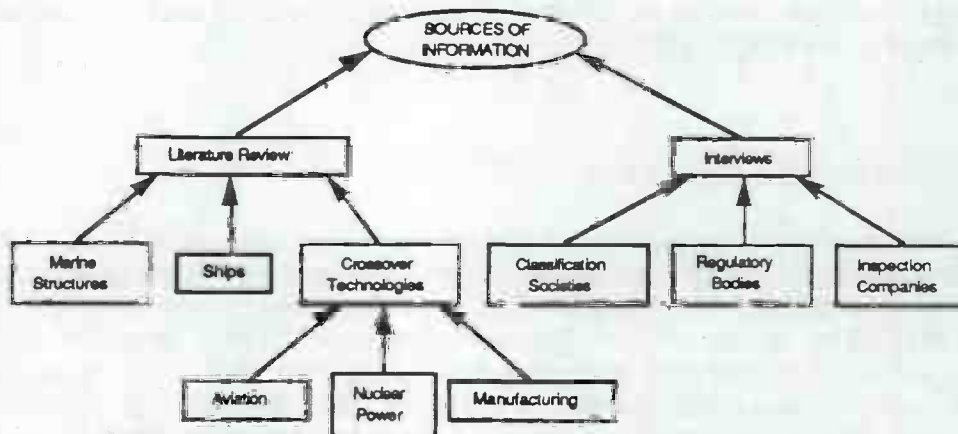 SOURCES OF
INFORMATION
Literature Review
Interviews
Marine
Structures
Ships
Crossover
Technologies
Classification
Societies
Regulatory
Bodies
Inspection
Companies
Aviation
Nuclear
Power
Manufacturing